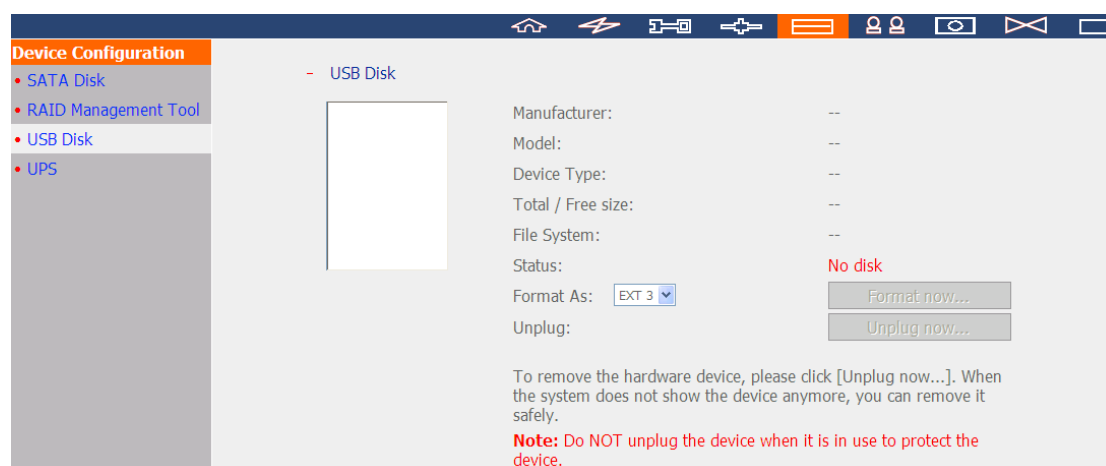 Device Configuration
• SATA Disk
• RAID Management Tool
• USB Disk
• UPS
- USB Disk
Manufacturer: --
Model: --
Device Type: --
Total / Free size: --
File System: --
Status: No disk
Format As: EXT 3 Format now...
Unplug: Unplug now...
To remove the hardware device, please click [Unplug now...]. When
the system does not show the device anymore, you can remove it
safely.
Note: Do NOT unplug the device when it is in use to protect the
device.